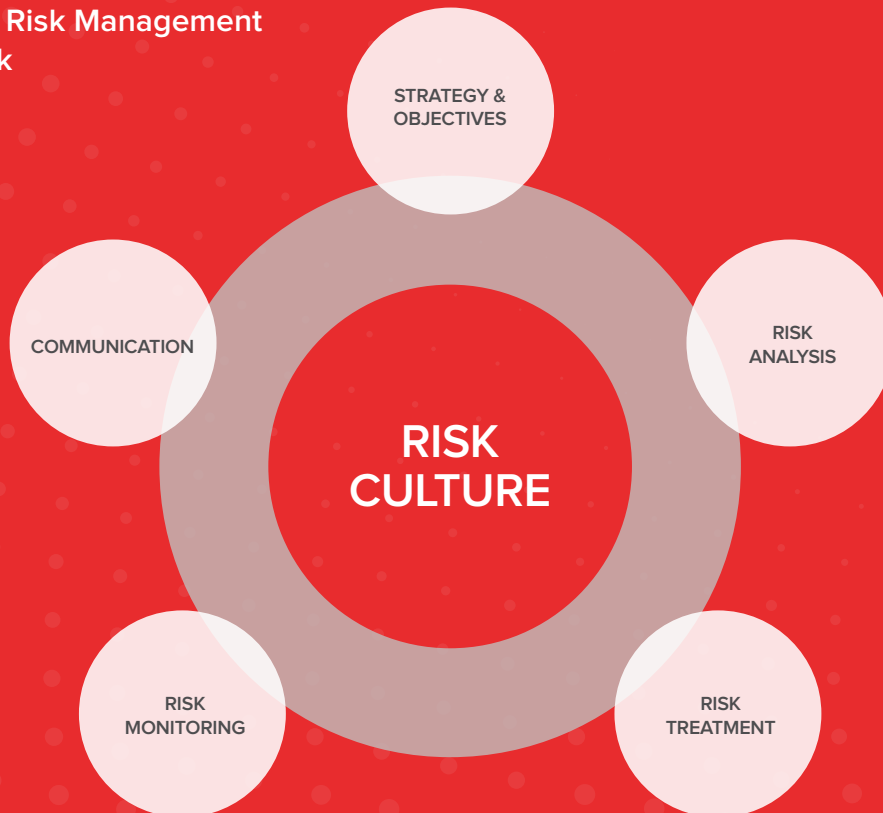 Risk Management
k
STRATEGY &
OBJECTIVES
COMMUNICATION
RISK
ANALYSIS
RISK
CULTURE
RISK
MONITORING
RISK
TREATMENT